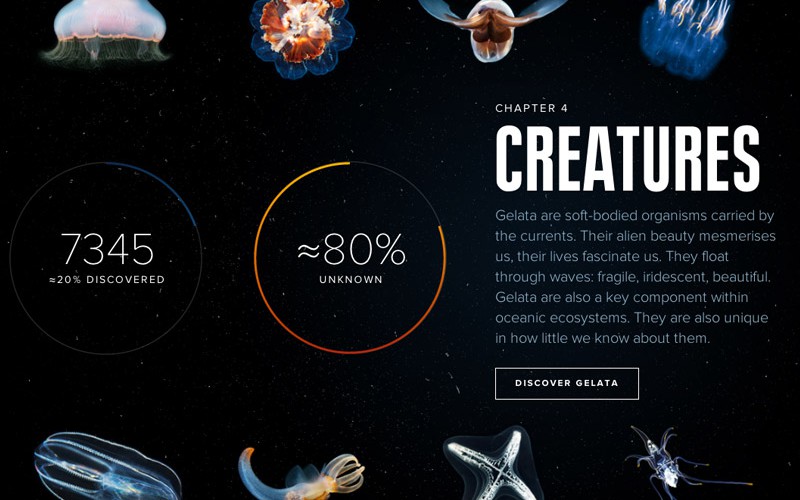 CHAPTER 4
CREATURES
Gelata are soft-bodied organisms carried by
the currents. Their alien beauty mesmerises
us, their lives fascinate us. They float
through waves: fragile, iridescent, beautiful.
Gelata are also a key component within
oceanic ecosystems. They are also unique
in how little we know about them.
DISCOVER GELATA
7345
≈20% DISCOVERED
≈80%
UNKNOWN